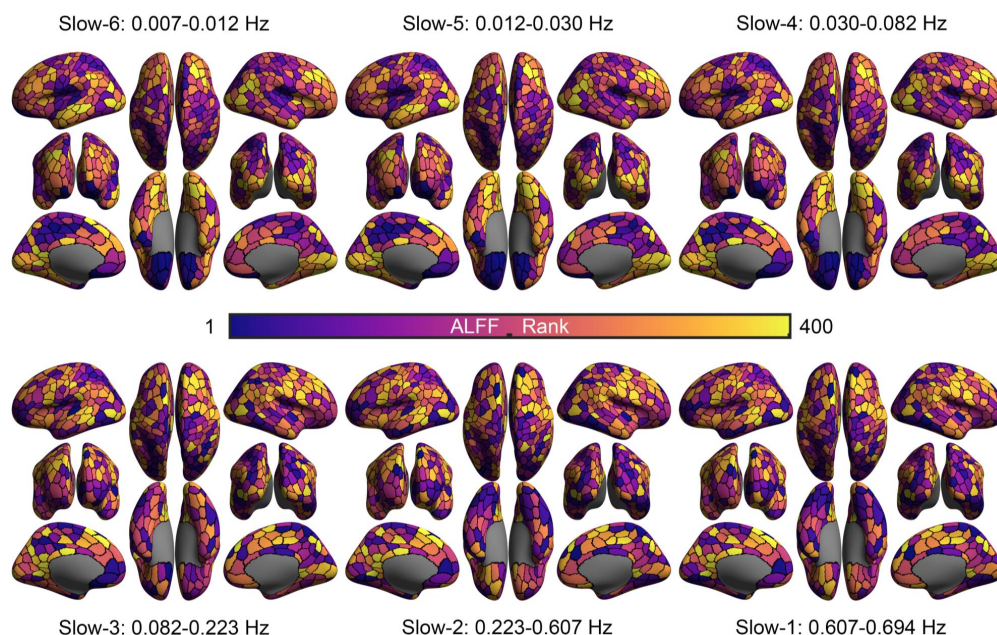 Slow-6: 0.007-0.012 Hz
Slow-5: 0.012-0.030 Hz
Slow-4: 0.030-0.082 Hz
1 ALFF - Rank 400
Slow-3: 0.082-0.223 Hz
Slow-2: 0.223-0.607 Hz
Slow-1: 0.607-0.694 Hz